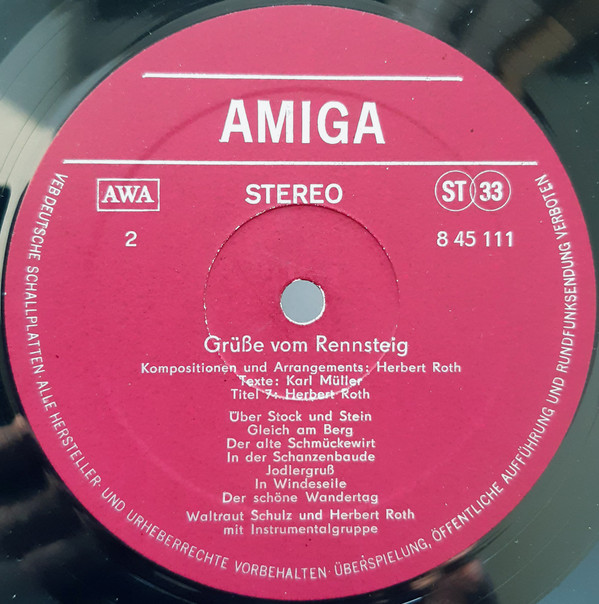 AMIGA
AWA
STEREO
ST 33
2
8 45 111
Grüße vom Rennsteig
Kompositionen und Arrangements: Herbert Roth
Texte: Karl Müller
Titel 7: Herbert Roth
Über Stock und Stein
Gleich am Berg
Der alte Schmückewirt
In der Schanzenbaude
Jodlergruß
In Windeseile
Der schöne Wandertag
Waltraut Schulz und Herbert Roth
mit Instrumentalgruppe
VEB DEUTSCHE SCHALLPLATTEN · ALLE HERSTELLER- UND URHEBERRECHTE VORBEHALTEN · ÜBERSPIELUNG, ÖFFENTLICHE AUFFÜHRUNG UND RUNDFUNKSENDUNG VERBOTEN